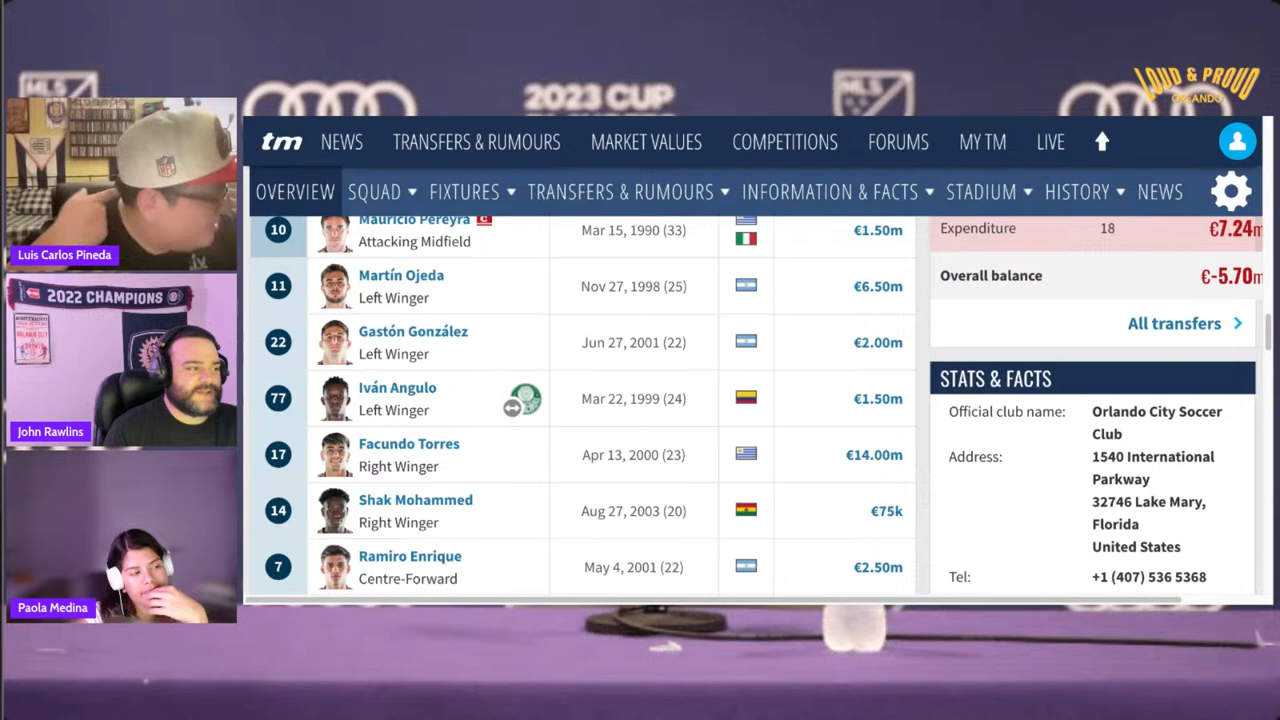 MLS
2023 CUP
MLS
LOUD & PROUD
ORLANDO
NFL
Luis Carlos Pineda
2022 CHAMPIONS
John Rawlins
Paola Medina
tm NEWS TRANSFERS & RUMOURS MARKET VALUES COMPETITIONS FORUMS MY TM LIVE
OVERVIEW SQUAD FIXTURES TRANSFERS & RUMOURS INFORMATION & FACTS STADIUM HISTORY NEWS
10 Mauricio Pereyra C Mar 15, 1990 (33) €1.50m
Attacking Midfield
11 Martín Ojeda Nov 27, 1998 (25) €6.50m
Left Winger
22 Gastón González Jun 27, 2001 (22) €2.00m
Left Winger
77 Iván Angulo Mar 22, 1999 (24) €1.50m
Left Winger
17 Facundo Torres Apr 13, 2000 (23) €14.00m
Right Winger
14 Shak Mohammed Aug 27, 2003 (20) €75k
Right Winger
7 Ramiro Enrique May 4, 2001 (22) €2.50m
Centre-Forward
Expenditure 18 €7.24m
Overall balance €-5.70m
All transfers
STATS & FACTS
Official club name: Orlando City Soccer
Club
Address: 1540 International
Parkway
32746 Lake Mary,
Florida
United States
Tel: +1 (407) 536 5368